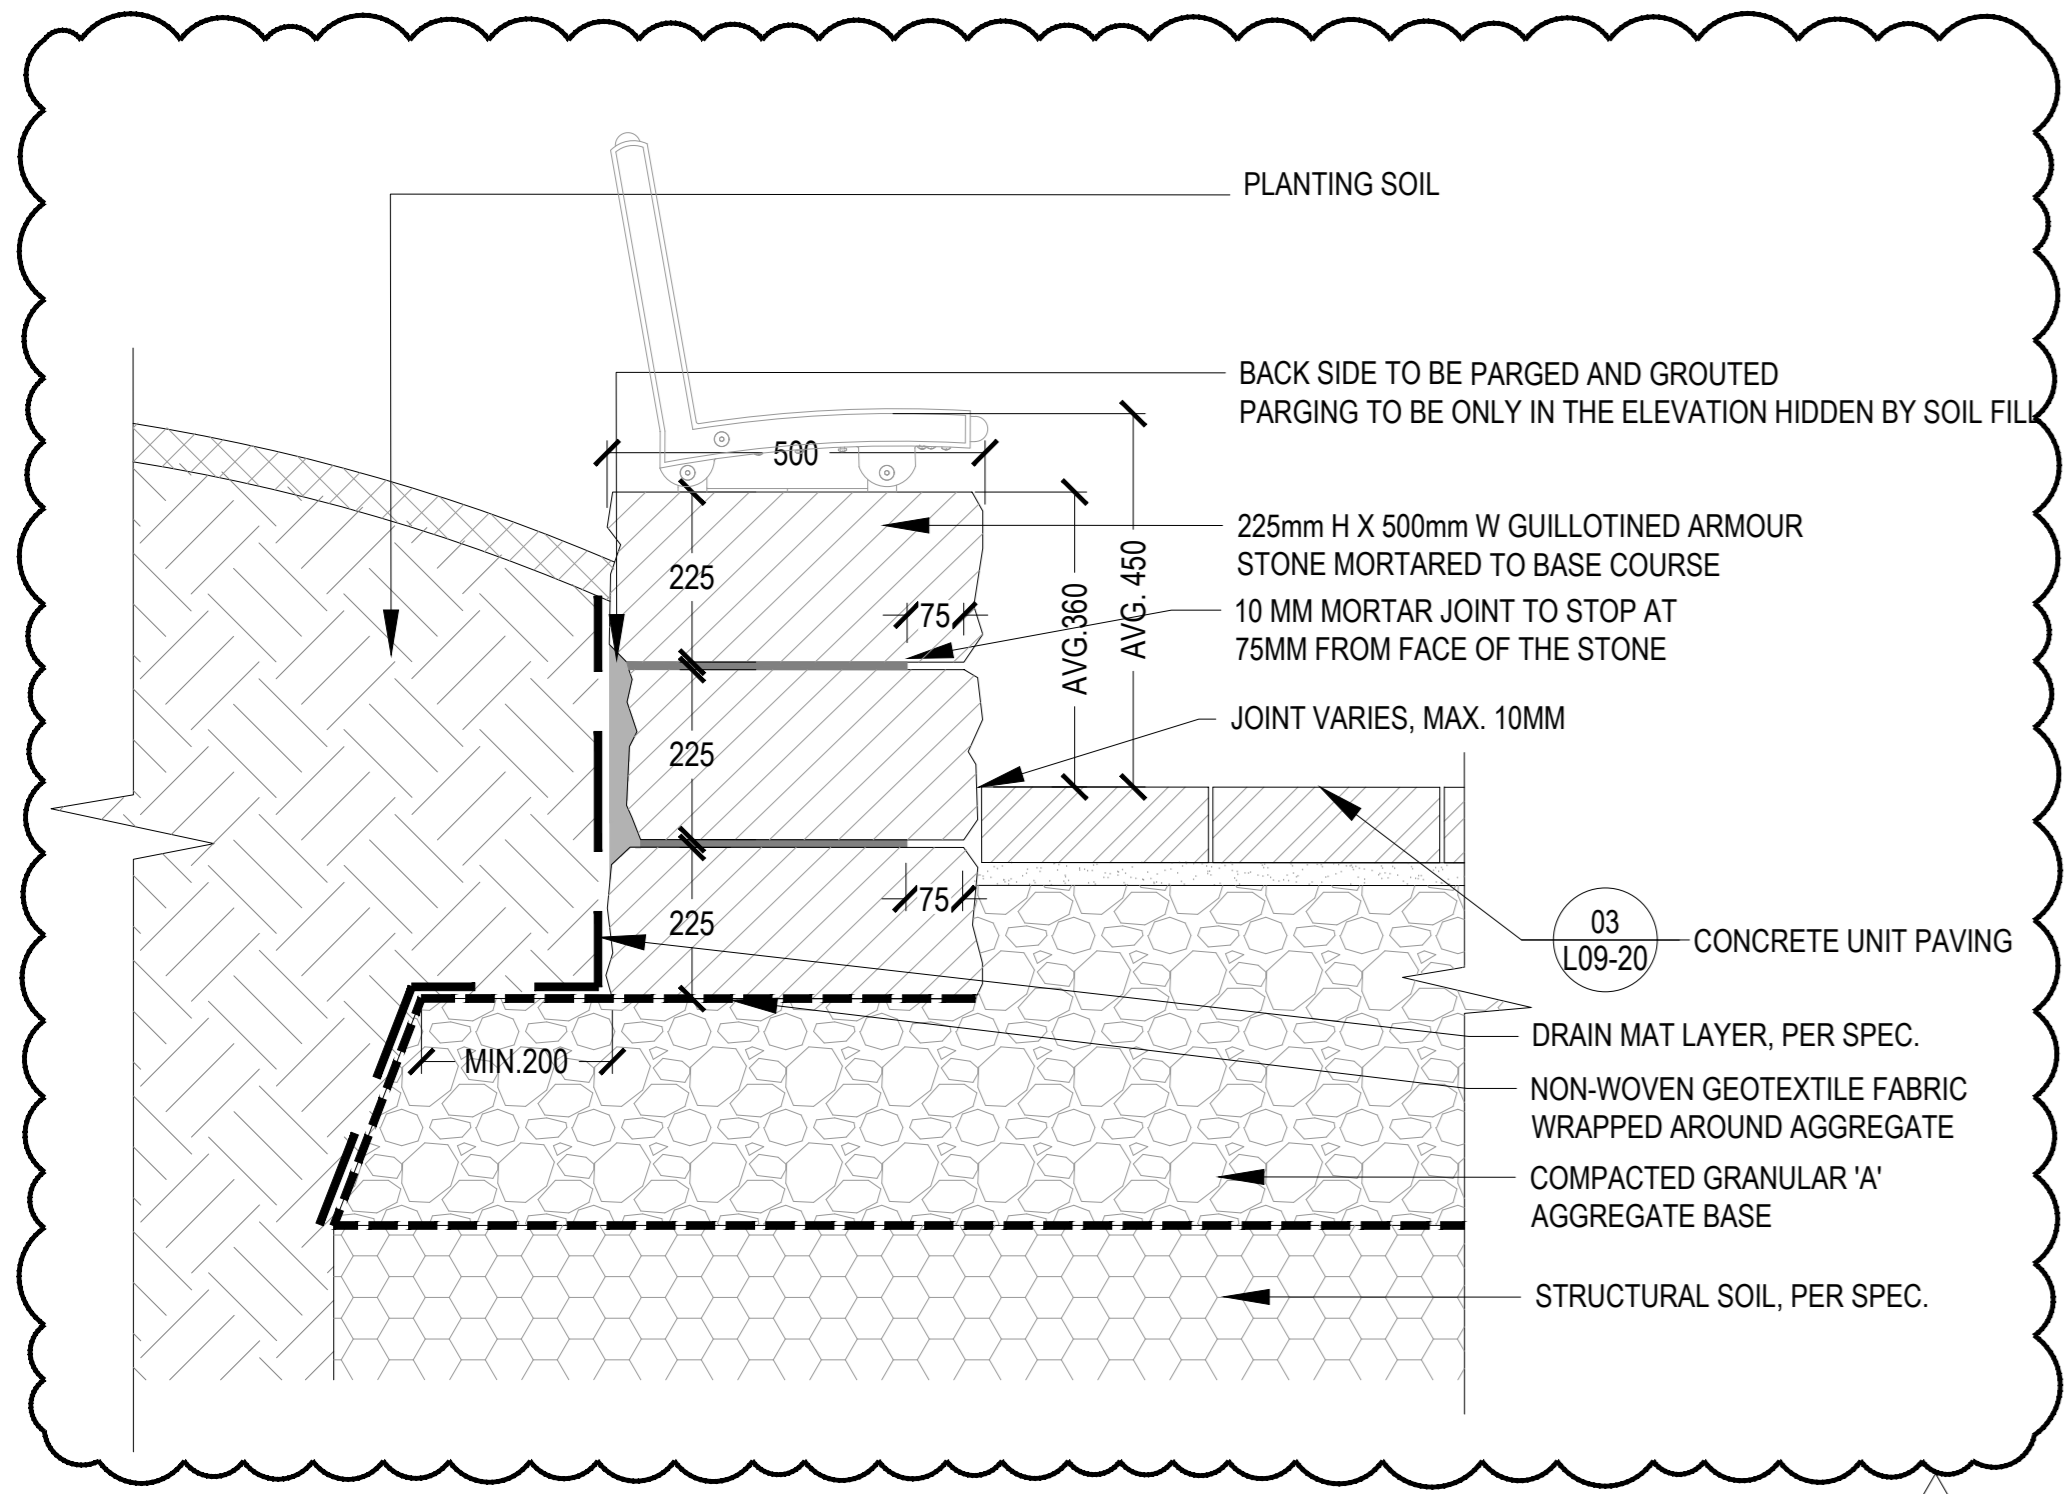 PLANTING SOIL
BACK SIDE TO BE PARGED AND GROUTED
PARGING TO BE ONLY IN THE ELEVATION HIDDEN BY SOIL FILL
500
225mm H X 500mm W GUILLOTINED ARMOUR
STONE MORTARED TO BASE COURSE
225
75
AVG.360
AVG. 450
10 MM MORTAR JOINT TO STOP AT
75MM FROM FACE OF THE STONE
JOINT VARIES, MAX. 10MM
225
75
225
03
L09-20
CONCRETE UNIT PAVING
DRAIN MAT LAYER, PER SPEC.
MIN.200
NON-WOVEN GEOTEXTILE FABRIC
WRAPPED AROUND AGGREGATE
COMPACTED GRANULAR 'A'
AGGREGATE BASE
STRUCTURAL SOIL, PER SPEC.